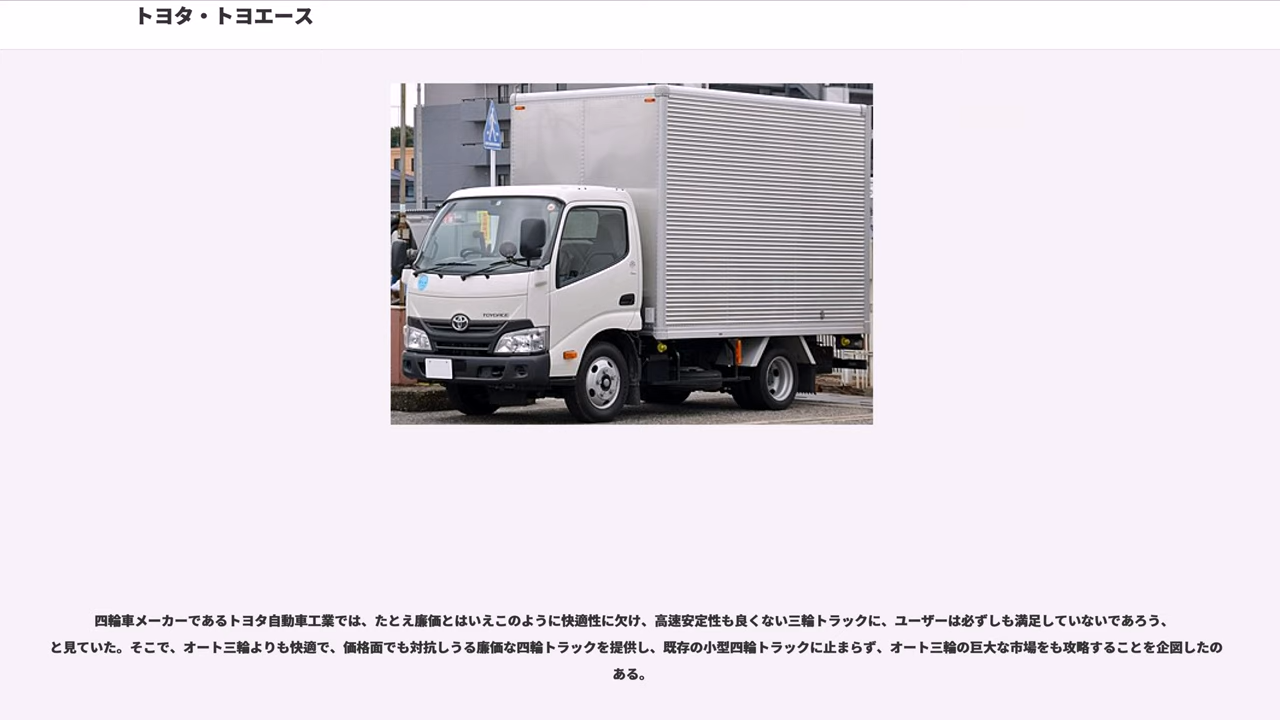 トヨタ・トヨエース
TOYOACE
四輪車メーカーであるトヨタ自動車工業では、たとえ廉価とはいえこのように快適性に欠け、高速安定性も良くない三輪トラックに、ユーザーは必ずしも満足していないであろう、
と見ていた。そこで、オート三輪よりも快適で、価格面でも対抗しうる廉価な四輪トラックを提供し、既存の小型四輪トラックに止まらず、オート三輪の巨大な市場をも攻略することを企図したの
ある。